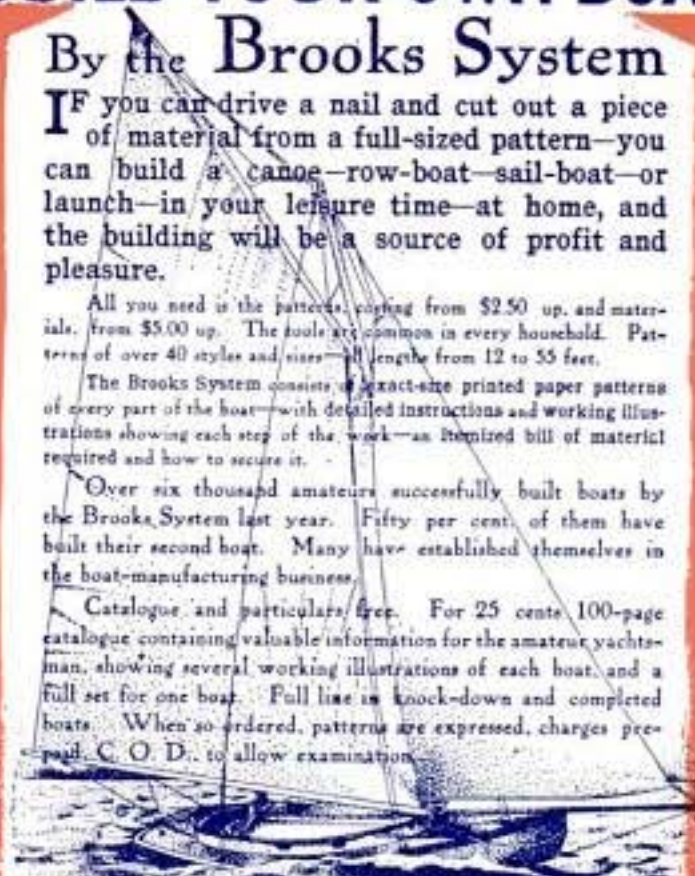 BUILD YOUR OWN BOA
By the Brooks System
IF you can drive a nail and cut out a piece
of material from a full-sized pattern—you
can build a canoe—row-boat—sail-boat—or
launch—in your leisure time—at home, and
the building will be a source of profit and
pleasure.
All you need is the patterns, costing from $2.50 up, and mater-
ials, from $5.00 up. The tools are common in every household. Pat-
terns of over 40 styles and sizes—all lengths from 12 to 55 feet.
The Brooks System consists of exact-size printed paper patterns
of every part of the boat—with detailed instructions and working illus-
trations showing each step of the work—an itemized bill of material
required and how to secure it.
Over six thousand amateurs successfully built boats by
the Brooks System last year. Fifty per cent. of them have
built their second boat. Many have established themselves in
the boat-manufacturing business.
Catalogue and particulars free. For 25 cents 100-page
catalogue containing valuable information for the amateur yachts-
man, showing several working illustrations of each boat, and a
full set for one boat. Full line in knock-down and completed
boats. When so ordered, patterns are expressed, charges pre-
paid, C. O. D., to allow examination.